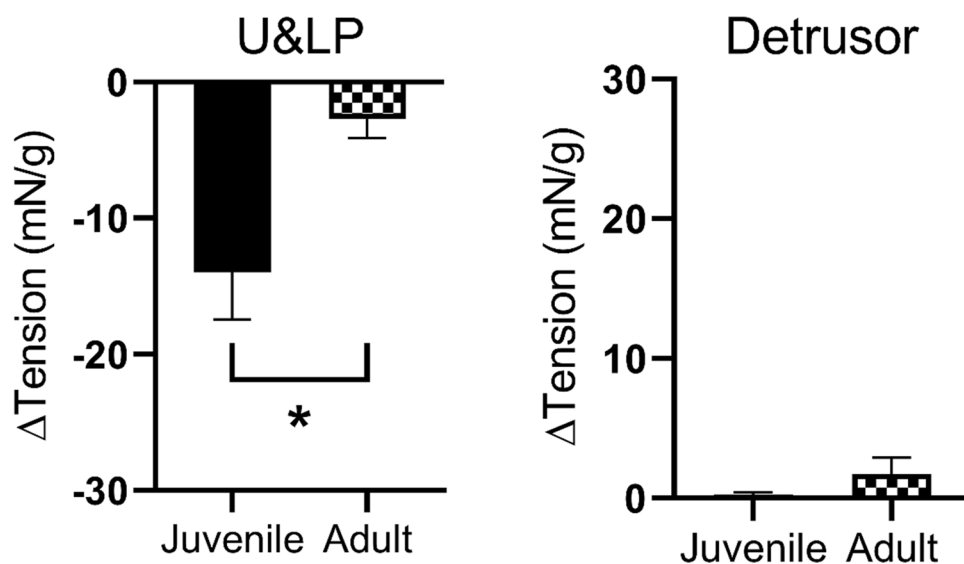 U&LP
ΔTension (mN/g)
0
-10
-20
-30
*
Juvenile Adult
Detrusor
ΔTension (mN/g)
30
20
10
0
Juvenile Adult